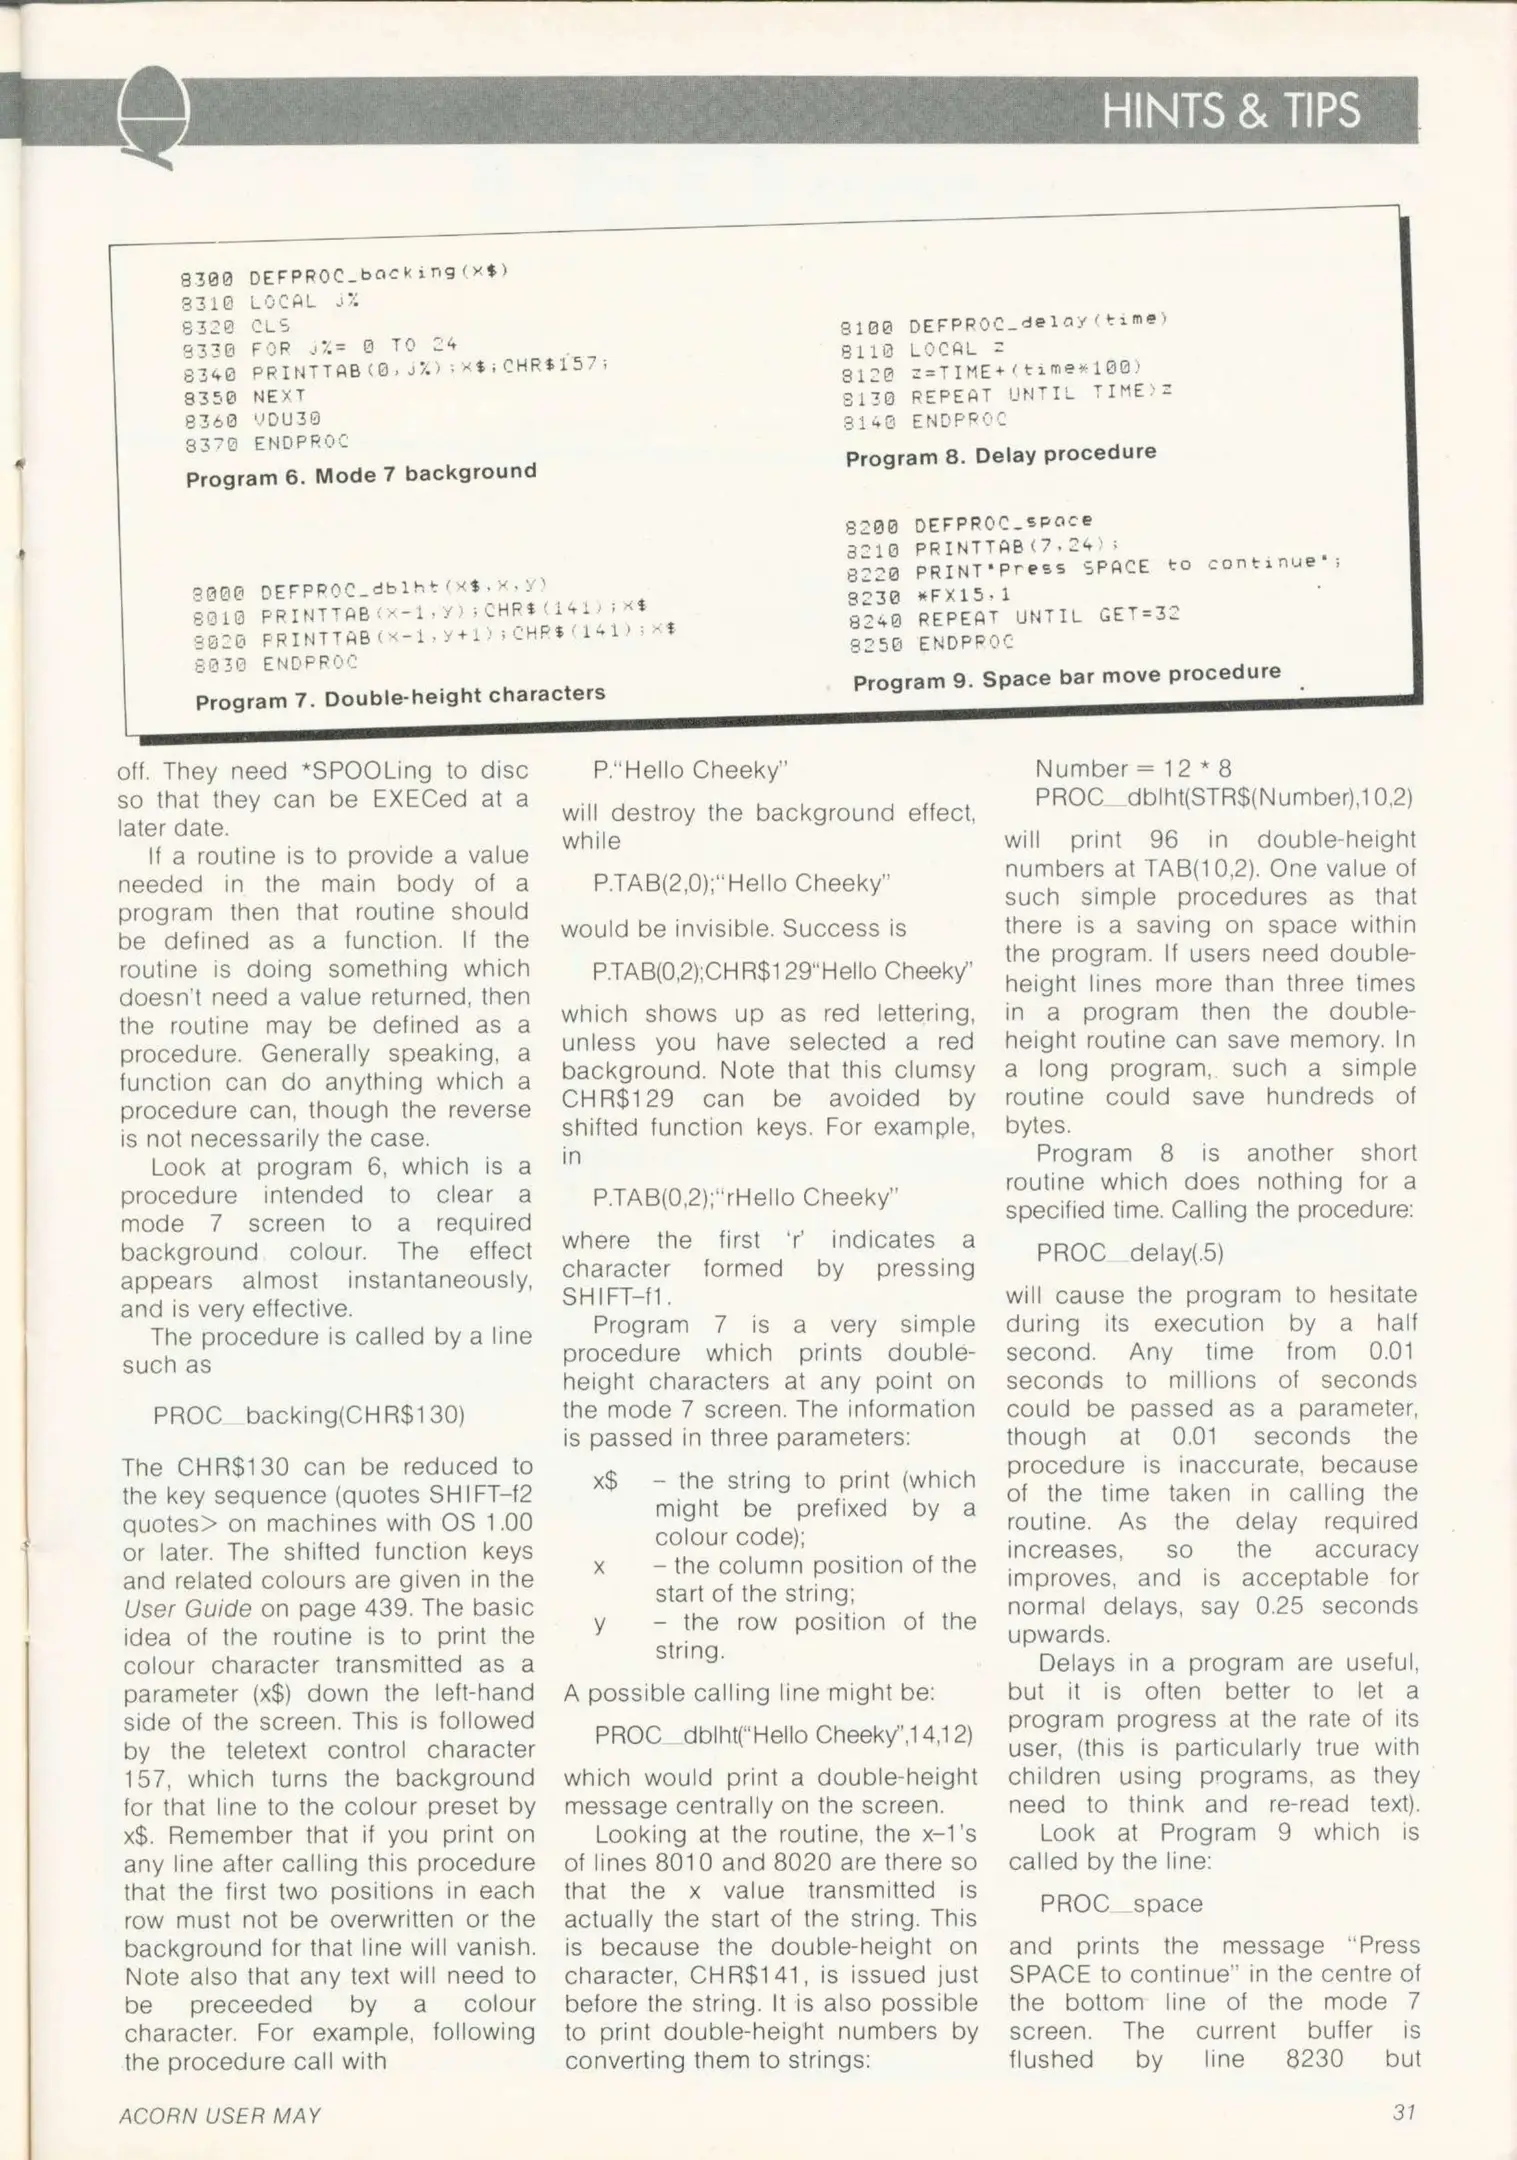 HINTS & TIPS
8300 DEFPROC_backing(x$)
8310 LOCAL j%
8320 CLS
8330 FOR j%= 0 TO 24
8340 PRINTTAB(0,j%);x$;CHR$157;
8350 NEXT
8360 VDU30
8370 ENDPROC
Program 6. Mode 7 background
8000 DEFPROC_dblht(x$,x,y)
8010 PRINTTAB(x-1,y);CHR$(141);x$
8020 PRINTTAB(x-1,y+1);CHR$(141);x$
8030 ENDPROC
Program 7. Double-height characters
8100 DEFPROC_delay(time)
8110 LOCAL z
8120 z=TIME+(time*100)
8130 REPEAT UNTIL TIME>z
8140 ENDPROC
Program 8. Delay procedure
8200 DEFPROC_space
8210 PRINTTAB(7,24);
8220 PRINT"Press SPACE to continue";
8230 *FX15,1
8240 REPEAT UNTIL GET=32
8250 ENDPROC
Program 9. Space bar move procedure
off. They need *SPOOLing to disc
so that they can be EXECed at a
later date.
If a routine is to provide a value
needed in the main body of a
program then that routine should
be defined as a function. If the
routine is doing something which
doesn't need a value returned, then
the routine may be defined as a
procedure. Generally speaking, a
function can do anything which a
procedure can, though the reverse
is not necessarily the case.
Look at program 6, which is a
procedure intended to clear a
mode 7 screen to a required
background colour. The effect
appears almost instantaneously,
and is very effective.
The procedure is called by a line
such as
PROC__backing(CHR$130)
The CHR$130 can be reduced to
the key sequence (quotes SHIFT–f2
quotes> on machines with OS 1.00
or later. The shifted function keys
and related colours are given in the
User Guide on page 439. The basic
idea of the routine is to print the
colour character transmitted as a
parameter (x$) down the left-hand
side of the screen. This is followed
by the teletext control character
157, which turns the background
for that line to the colour preset by
x$. Remember that if you print on
any line after calling this procedure
that the first two positions in each
row must not be overwritten or the
background for that line will vanish.
Note also that any text will need to
be preceeded by a colour
character. For example, following
the procedure call with
P."Hello Cheeky"
will destroy the background effect,
while
P.TAB(2,0);"Hello Cheeky"
would be invisible. Success is
P.TAB(0,2);CHR$129"Hello Cheeky"
which shows up as red lettering,
unless you have selected a red
background. Note that this clumsy
CHR$129 can be avoided by
shifted function keys. For example,
in
P.TAB(0,2);"rHello Cheeky"
where the first 'r' indicates a
character formed by pressing
SHIFT–f1.
Program 7 is a very simple
procedure which prints double-
height characters at any point on
the mode 7 screen. The information
is passed in three parameters:
x$ – the string to print (which
might be prefixed by a
colour code);
x – the column position of the
start of the string;
y – the row position of the
string.
A possible calling line might be:
PROC__dblht("Hello Cheeky",14,12)
which would print a double-height
message centrally on the screen.
Looking at the routine, the x–1's
of lines 8010 and 8020 are there so
that the x value transmitted is
actually the start of the string. This
is because the double-height on
character, CHR$141, is issued just
before the string. It is also possible
to print double-height numbers by
converting them to strings:
Number = 12 * 8
PROC__dblht(STR$(Number),10,2)
will print 96 in double-height
numbers at TAB(10,2). One value of
such simple procedures as that
there is a saving on space within
the program. If users need double-
height lines more than three times
in a program then the double-
height routine can save memory. In
a long program, such a simple
routine could save hundreds of
bytes.
Program 8 is another short
routine which does nothing for a
specified time. Calling the procedure:
PROC__delay(.5)
will cause the program to hesitate
during its execution by a half
second. Any time from 0.01
seconds to millions of seconds
could be passed as a parameter,
though at 0.01 seconds the
procedure is inaccurate, because
of the time taken in calling the
routine. As the delay required
increases, so the accuracy
improves, and is acceptable for
normal delays, say 0.25 seconds
upwards.
Delays in a program are useful,
but it is often better to let a
program progress at the rate of its
user, (this is particularly true with
children using programs, as they
need to think and re-read text).
Look at Program 9 which is
called by the line:
PROC__space
and prints the message "Press
SPACE to continue" in the centre of
the bottom line of the mode 7
screen. The current buffer is
flushed by line 8230 but
ACORN USER MAY
31